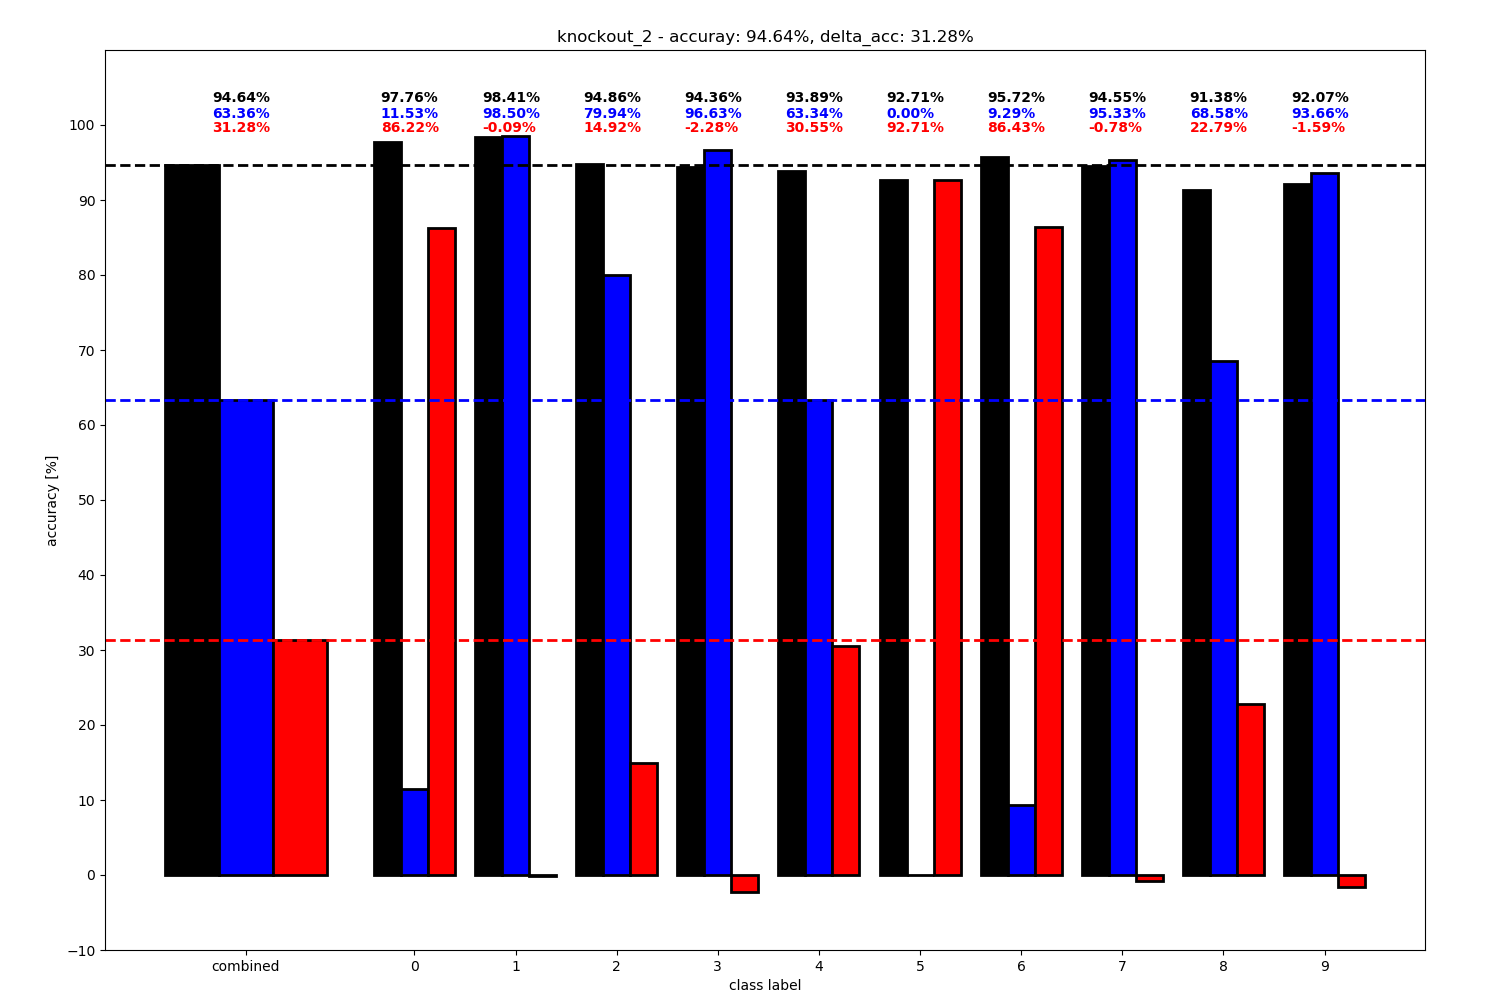 knockout_2 - accuray: 94.64%, delta_acc: 31.28%
94.64% 97.76% 98.41% 94.86% 94.36% 93.89% 92.71% 95.72% 94.55% 91.38% 92.07%
63.36% 11.53% 98.50% 79.94% 96.63% 63.34% 0.00% 9.29% 95.33% 68.58% 93.66%
31.28% 86.22% -0.09% 14.92% -2.28% 30.55% 92.71% 86.43% -0.78% 22.79% -1.59%
100
90
80
70
60
50
40
30
20
10
0
−10
accuracy [%]
combined 0 1 2 3 4 5 6 7 8 9
class label